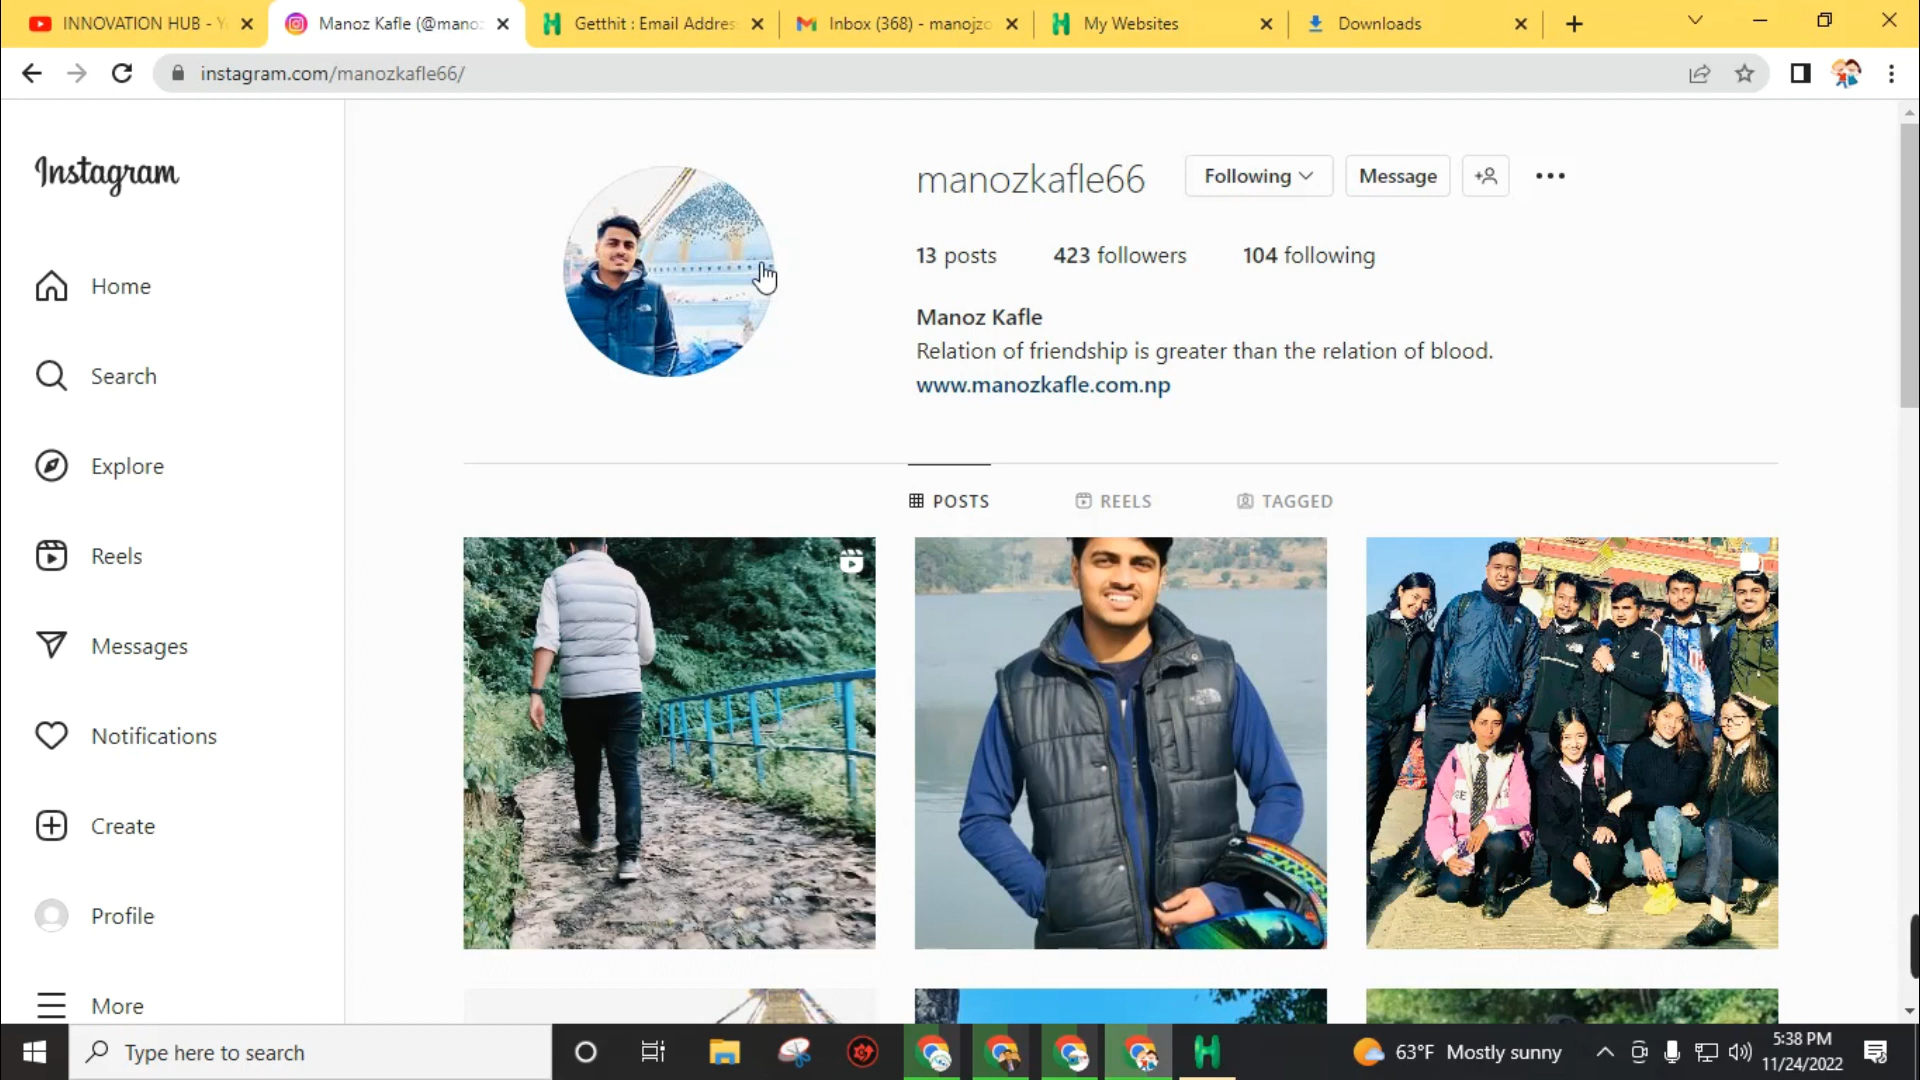 INNOVATION HUB - Y
Manoz Kafle (@mano
Getthit : Email Addres
Inbox (368) - manojzo
My Websites
Downloads
instagram.com/manozkafle66/
Instagram
Home
Search
Explore
Reels
Messages
Notifications
Create
Profile
More
manozkafle66
Following
Message
13 posts 423 followers 104 following
Manoz Kafle
Relation of friendship is greater than the relation of blood.
www.manozkafle.com.np
POSTS REELS TAGGED
Type here to search
63°F Mostly sunny
5:38 PM
11/24/2022